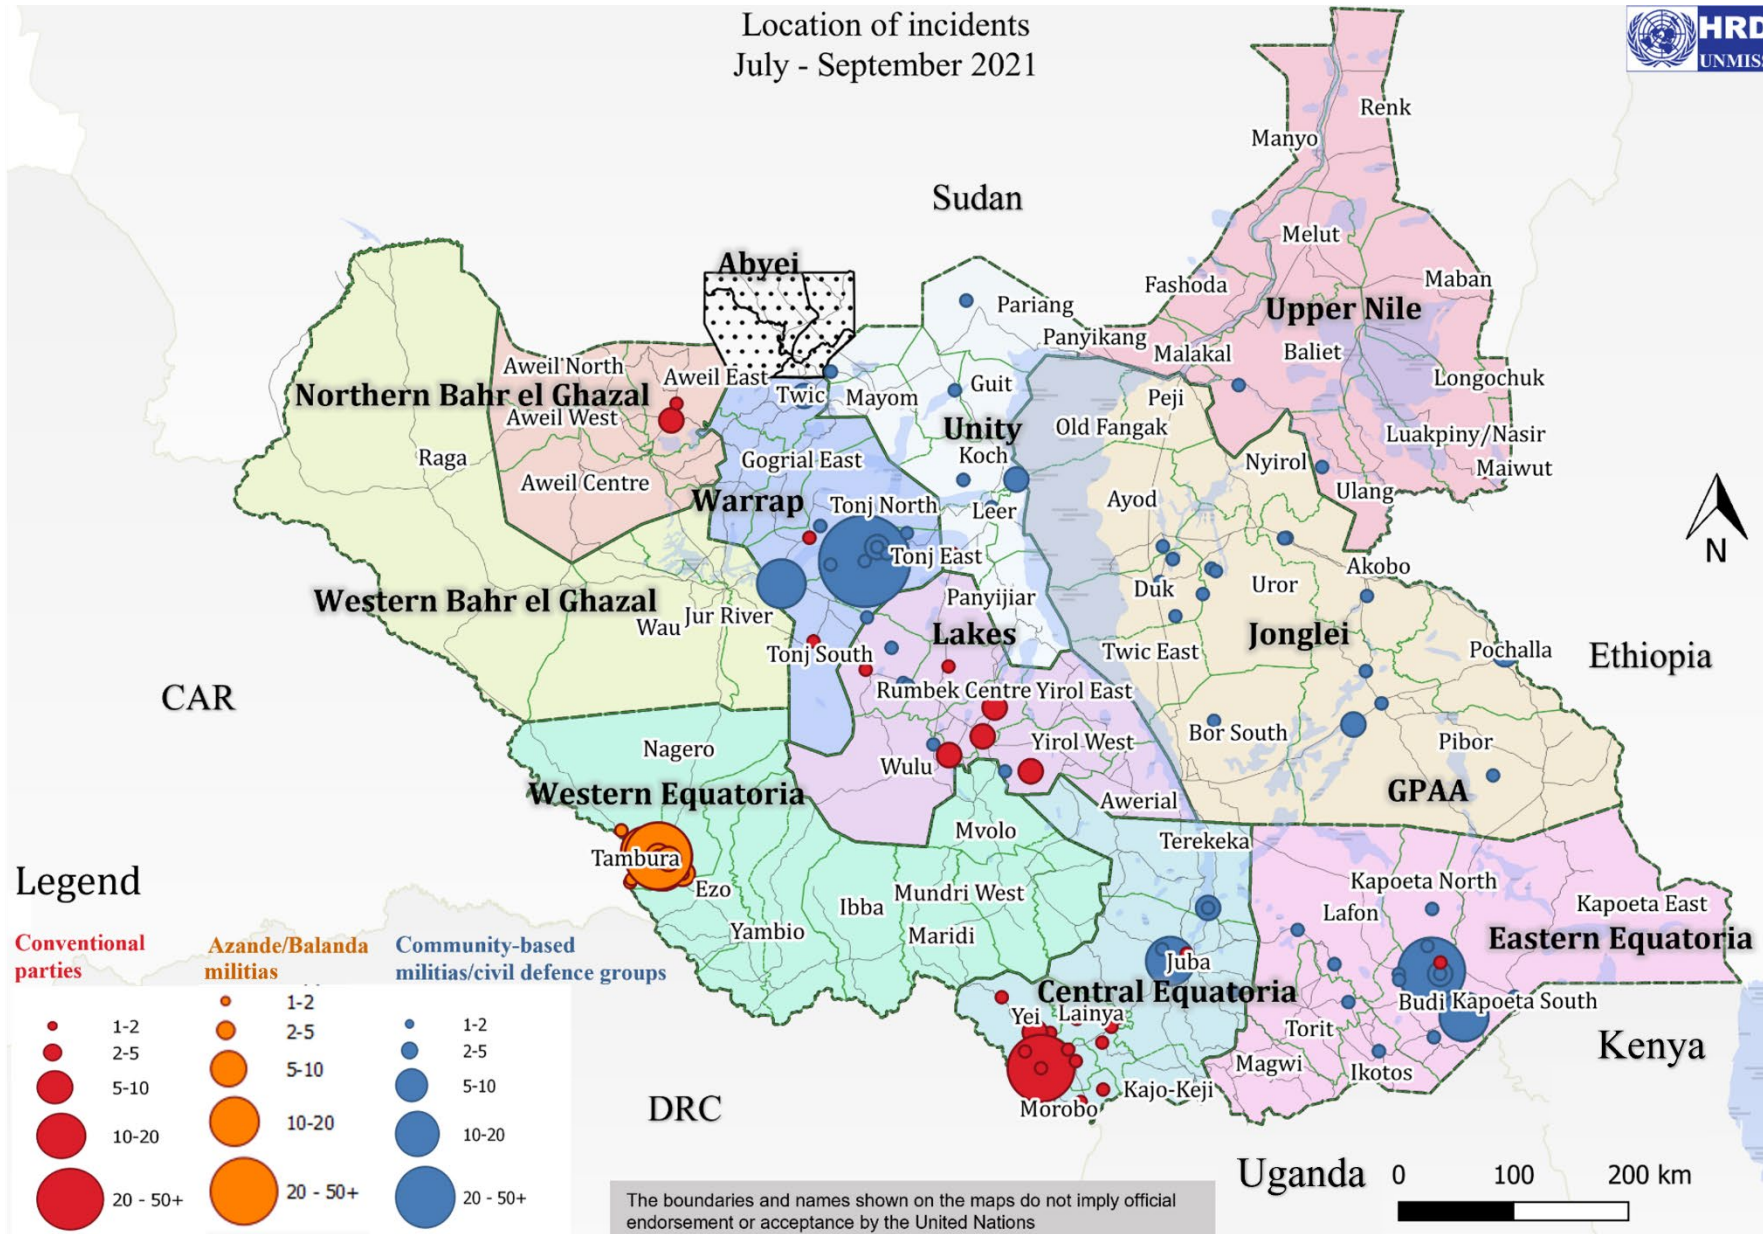 Location of incidents
July - September 2021
HRD
UNMISS
Renk
Manyo
Sudan
Melut
Abyei
Maban
Fashoda
Pariang
Upper Nile
Panyikang
Malakal
Baliet
Aweil North
Aweil East
Longochuk
Northern Bahr el Ghazal
Twic
Mayom
Guit
Peji
Aweil West
Old Fangak
Unity
Luakpiny/Nasir
Raga
Gogrial East
Koch
Nyirol
Maiwut
Aweil Centre
Ulang
Warrap
Tonj North
Leer
Ayod
Tonj East
Akobo
N
Duk
Uror
Western Bahr el Ghazal
Panyijiar
Jur River
Wau
Lakes
Jonglei
Tonj South
Twic East
Pochalla
Ethiopia
CAR
Rumbek Centre
Yirol East
Nagero
Bor South
Yirol West
Pibor
Wulu
Western Equatoria
GPAA
Awerial
Mvolo
Terekeka
Tambura
Legend
Ezo
Mundri West
Kapoeta North
Ibba
Lafon
Kapoeta East
Yambio
Maridi
Eastern Equatoria
Juba
Central Equatoria
Budi
Kapoeta South
Yei
Lainya
Torit
Kenya
Magwi
Ikotos
Kajo-Keji
Morobo
DRC
Uganda
Conventional
parties
1-2
2-5
5-10
10-20
20 - 50+
Azande/Balanda
militias
1-2
2-5
5-10
10-20
20 - 50+
Community-based
militias/civil defence groups
1-2
2-5
5-10
10-20
20 - 50+
0 100 200 km
The boundaries and names shown on the maps do not imply official
endorsement or acceptance by the United Nations